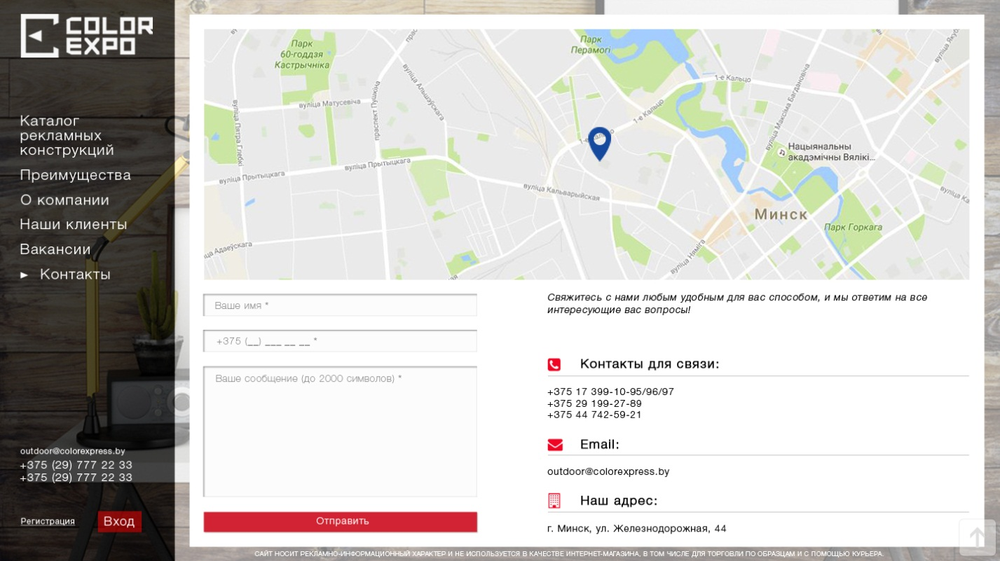 COLOR
EXPO
Каталог
рекламных
конструкций
Преимущества
О компании
Наши клиенты
Вакансии
► Контакты
outdoor@colorexpress.by
+375 (29) 777 22 33
+375 (29) 777 22 33
Регистрация
Вход
Парк
60-годдзя
Кастрычніка
Парк
Перамогі
вуліца Матусевіча
вуліца Пятра Глебкі
праспект Пушкіна
вуліца Альшэўскага
1-е Кальцо
1-е Кальцо
вуліца Максіма Багдановіча
Нацыянальны
акадэмічны Вялікі...
вуліца Прытыцкага
вуліца Прытыцкага
вуліца Кальварыйская
Минск
Парк Горкага
вуліца Няміга
Ваше имя *
+375 (__) ___ __ __ *
Ваше сообщение (до 2000 символов) *
Отправить
Свяжитесь с нами любым удобным для вас способом, и мы ответим на все
интересующие вас вопросы!
Контакты для связи:
+375 17 399-10-95/96/97
+375 29 199-27-89
+375 44 742-59-21
Email:
outdoor@colorexpress.by
Наш адрес:
г. Минск, ул. Железнодорожная, 44
САЙТ НОСИТ РЕКЛАМНО-ИНФОРМАЦИОННЫЙ ХАРАКТЕР И НЕ ИСПОЛЬЗУЕТСЯ В КАЧЕСТВЕ ИНТЕРНЕТ-МАГАЗИНА, В ТОМ ЧИСЛЕ ДЛЯ ТОРГОВЛИ ПО ОБРАЗЦАМ И С ПОМОЩЬЮ КУРЬЕРА.